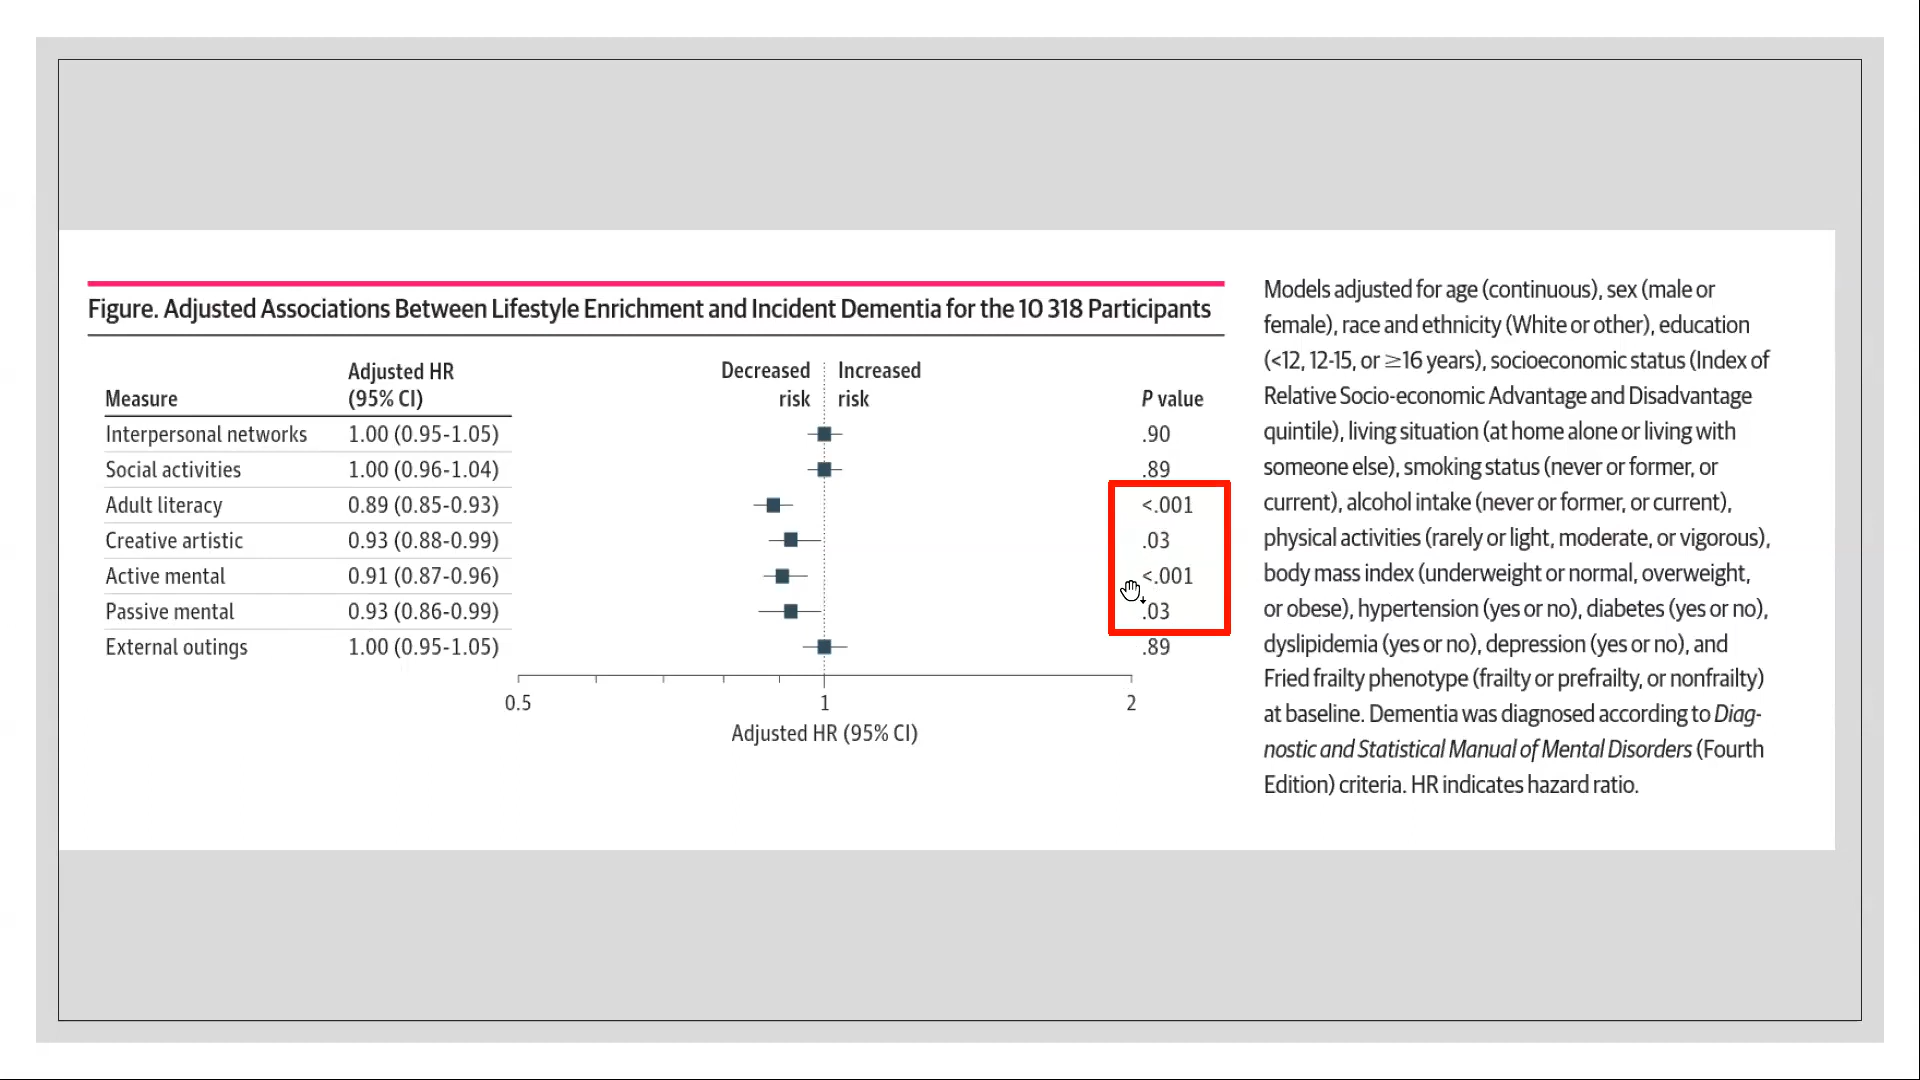 Figure. Adjusted Associations Between Lifestyle Enrichment and Incident Dementia for the 10 318 Participants
Measure Adjusted HR (95% CI) Decreased risk Increased risk P value
Interpersonal networks 1.00 (0.95-1.05) .90
Social activities 1.00 (0.96-1.04) .89
Adult literacy 0.89 (0.85-0.93) <.001
Creative artistic 0.93 (0.88-0.99) .03
Active mental 0.91 (0.87-0.96) <.001
Passive mental 0.93 (0.86-0.99) .03
External outings 1.00 (0.95-1.05) .89
0.5 1 2
Adjusted HR (95% CI)
Models adjusted for age (continuous), sex (male or
female), race and ethnicity (White or other), education
(<12, 12-15, or ≥16 years), socioeconomic status (Index of
Relative Socio-economic Advantage and Disadvantage
quintile), living situation (at home alone or living with
someone else), smoking status (never or former, or
current), alcohol intake (never or former, or current),
physical activities (rarely or light, moderate, or vigorous),
body mass index (underweight or normal, overweight,
or obese), hypertension (yes or no), diabetes (yes or no),
dyslipidemia (yes or no), depression (yes or no), and
Fried frailty phenotype (frailty or prefrailty, or nonfrailty)
at baseline. Dementia was diagnosed according to Diag-
nostic and Statistical Manual of Mental Disorders (Fourth
Edition) criteria. HR indicates hazard ratio.